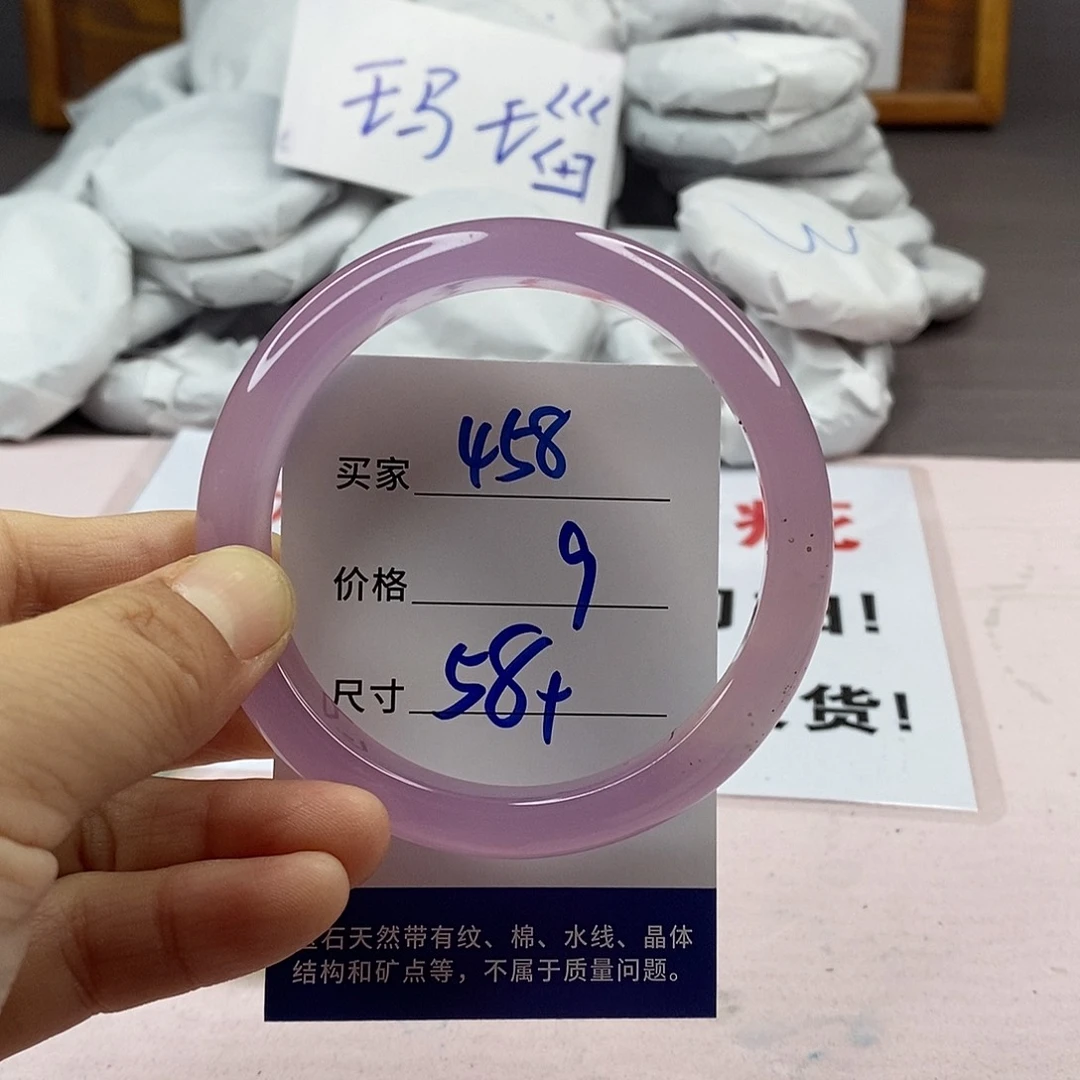 玛瑙
W
买家 458
价格 9
尺寸 58+
货!
石天然带有纹、棉、水线、晶体
结构和矿点等，不属于质量问题。